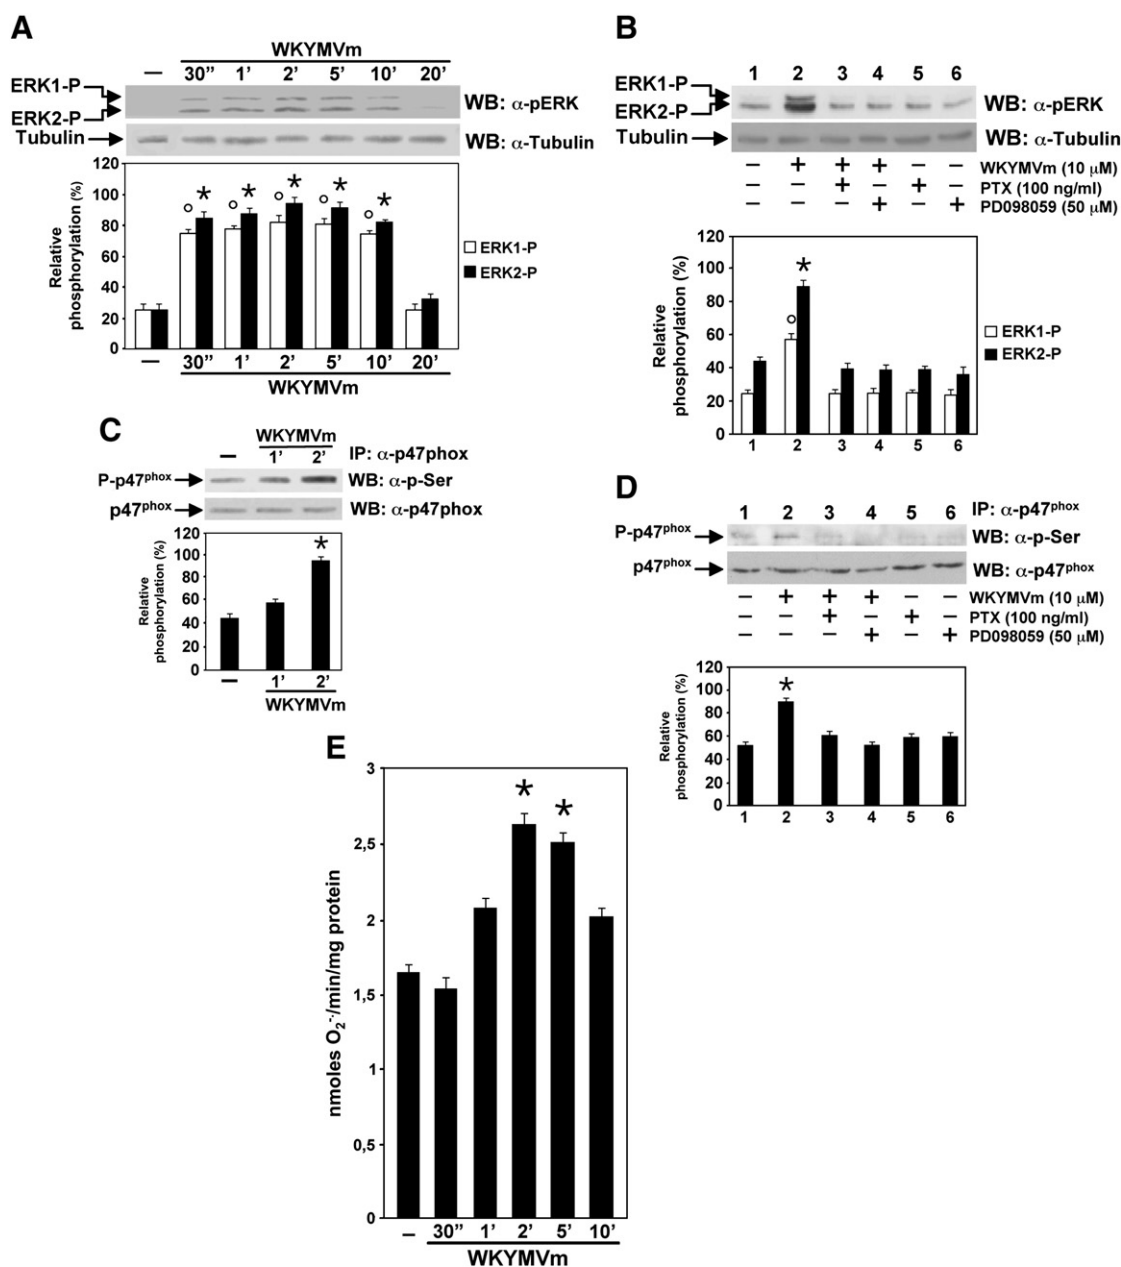 A
WKYMVm
– 30” 1’ 2’ 5’ 10’ 20’
ERK1-P
ERK2-P
WB: α-pERK
Tubulin
WB: α-Tubulin
120
100
80
60
40
20
0
Relative phosphorylation (%)
° * ° * ° * ° * ° *
ERK1-P
ERK2-P
– 30” 1’ 2’ 5’ 10’ 20’
WKYMVm
B
1 2 3 4 5 6
ERK1-P
ERK2-P
WB: α-pERK
Tubulin
WB: α-Tubulin
– + + + – – WKYMVm (10 μM)
– – + – + – PTX (100 ng/ml)
– – – + – + PD098059 (50 μM)
120
100
80
60
40
20
0
Relative phosphorylation (%)
° *
ERK1-P
ERK2-P
1 2 3 4 5 6
C
WKYMVm
– 1’ 2’ IP: α-p47phox
P-p47phox
WB: α-p-Ser
p47phox
WB: α-p47phox
120
100
80
60
40
20
0
Relative phosphorylation (%)
*
– 1’ 2’
WKYMVm
D
1 2 3 4 5 6 IP: α-p47phox
P-p47phox
WB: α-p-Ser
p47phox
WB: α-p47phox
– + + + – – WKYMVm (10 μM)
– – + – + – PTX (100 ng/ml)
– – – + – + PD098059 (50 μM)
120
100
80
60
40
20
0
Relative phosphorylation (%)
*
1 2 3 4 5 6
E
3
2,5
2
1,5
1
0,5
0
nmoles O₂⁻·/min/mg protein
* *
– 30” 1’ 2’ 5’ 10’
WKYMVm